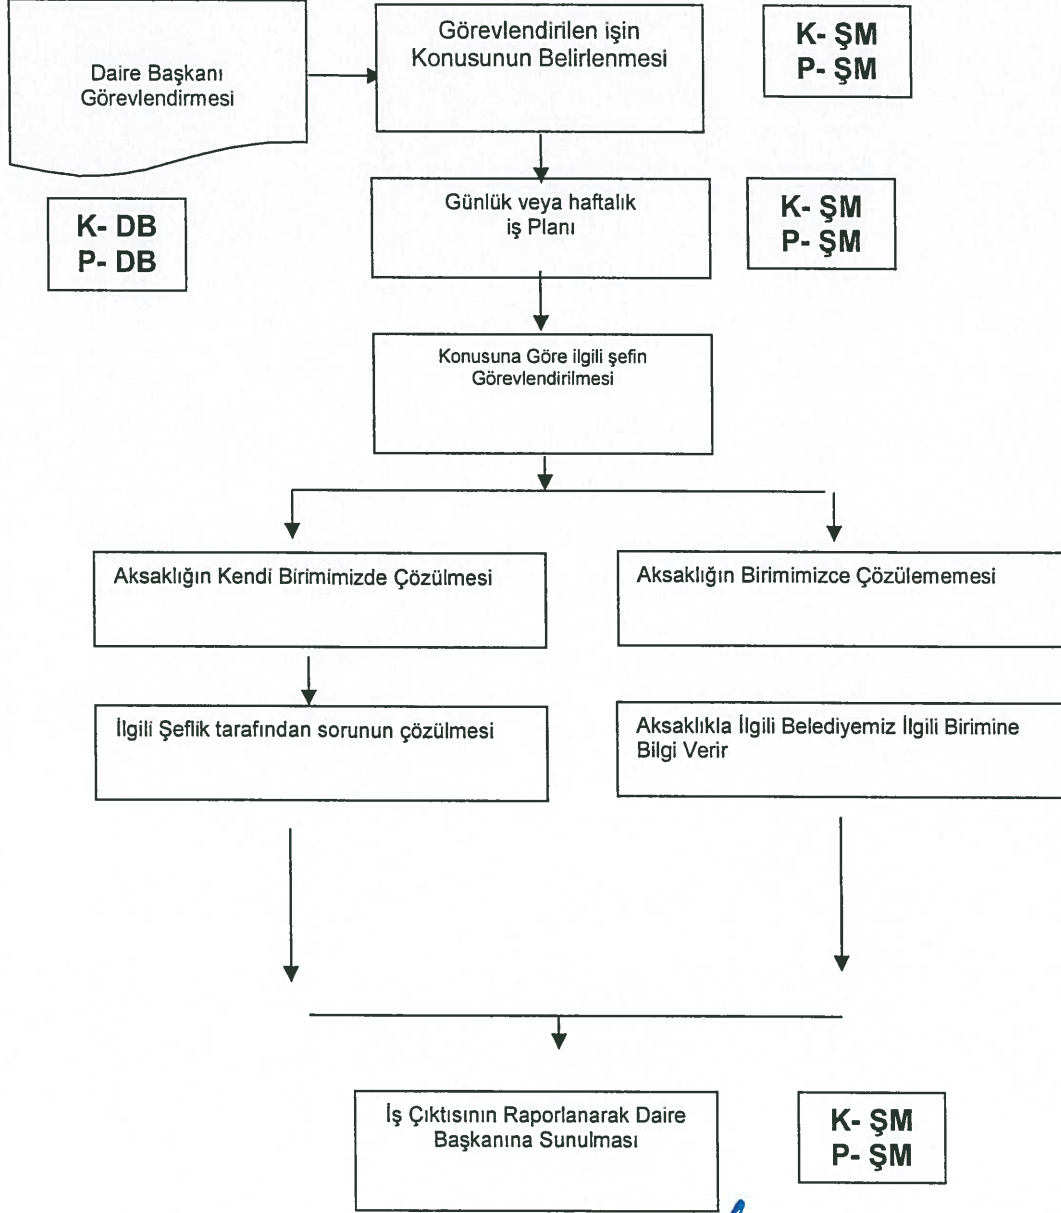 Daire Başkanı
Görevlendirmesi
Görevlendirilen işin
Konusunun Belirlenmesi
K- ŞM
P- ŞM
K- DB
P- DB
Günlük veya haftalık
iş Planı
K- ŞM
P- ŞM
Konusuna Göre ilgili şefin
Görevlendirilmesi
Aksaklığın Kendi Birimimizde Çözülmesi
Aksaklığın Birimimizce Çözülememesi
İlgili Şeflik tarafından sorunun çözülmesi
Aksaklıkla İlgili Belediyemiz İlgili Birimine
Bilgi Verir
İş Çıktısının Raporlanarak Daire
Başkanına Sunulması
K- ŞM
P- ŞM